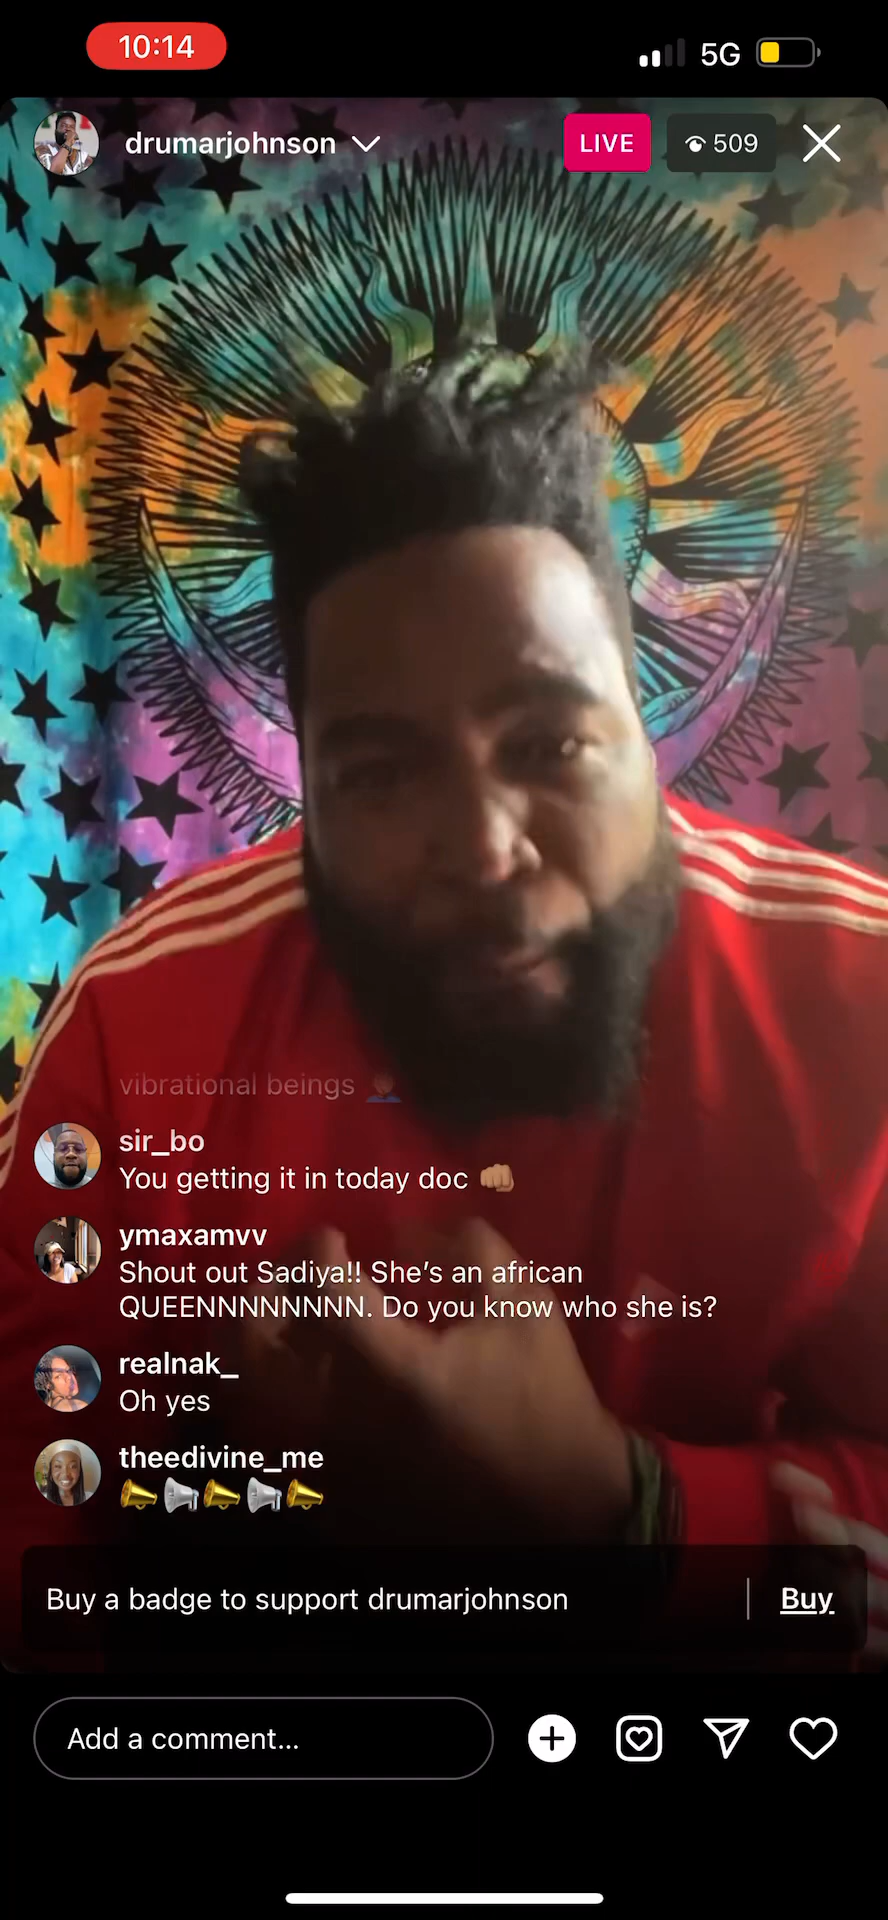 10:14
5G
drumarjohnson
LIVE
509
vibrational beings
sir_bo
You getting it in today doc 👊🏽
ymaxamvv
Shout out Sadiya!! She's an african
QUEENNNNNNNN. Do you know who she is?
realnak_
Oh yes
theedivine_me
Buy a badge to support drumarjohnson
Buy
Add a comment...